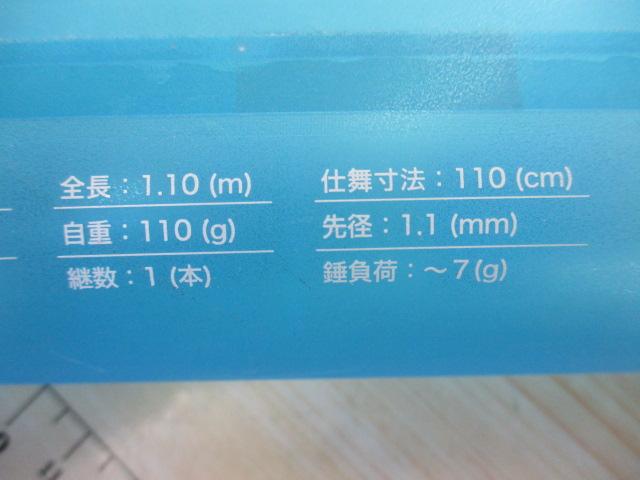 全長：1.10 (m)
仕舞寸法：110 (cm)
自重：110 (g)
先径：1.1 (mm)
継数：1 (本)
錘負荷：～7 (g)